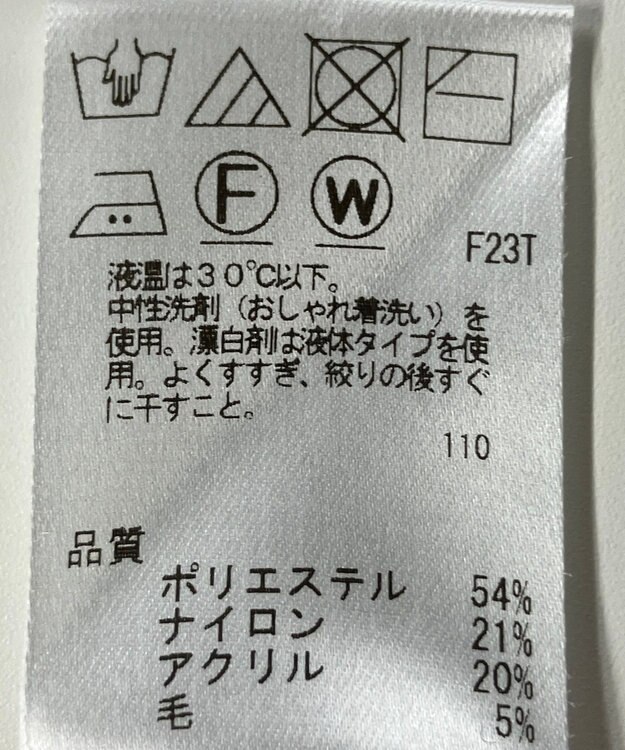 F
W
F23T
液温は30℃以下。
中性洗剤(おしゃれ着洗い)を
使用。漂白剤は液体タイプを使
用。よくすすぎ、絞りの後すぐ
に干すこと。
110
品質
ポリエステル 54%
ナイロン 21%
アクリル 20%
毛 5%